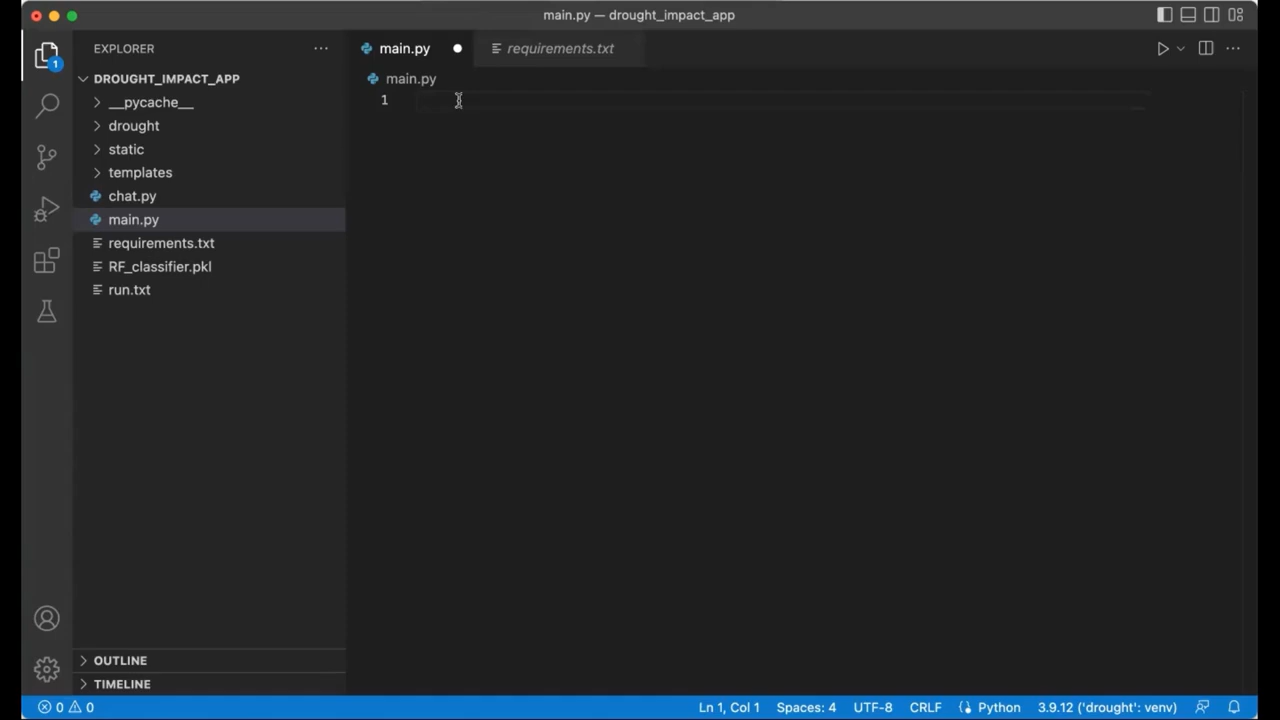 main.py — drought_impact_app
EXPLORER
main.py
requirements.txt
DROUGHT_IMPACT_APP
main.py
1
__pycache__
drought
static
templates
chat.py
main.py
requirements.txt
RF_classifier.pkl
run.txt
1
OUTLINE
TIMELINE
0 0
Ln 1, Col 1
Spaces: 4
UTF-8
CRLF
Python
3.9.12 ('drought': venv)